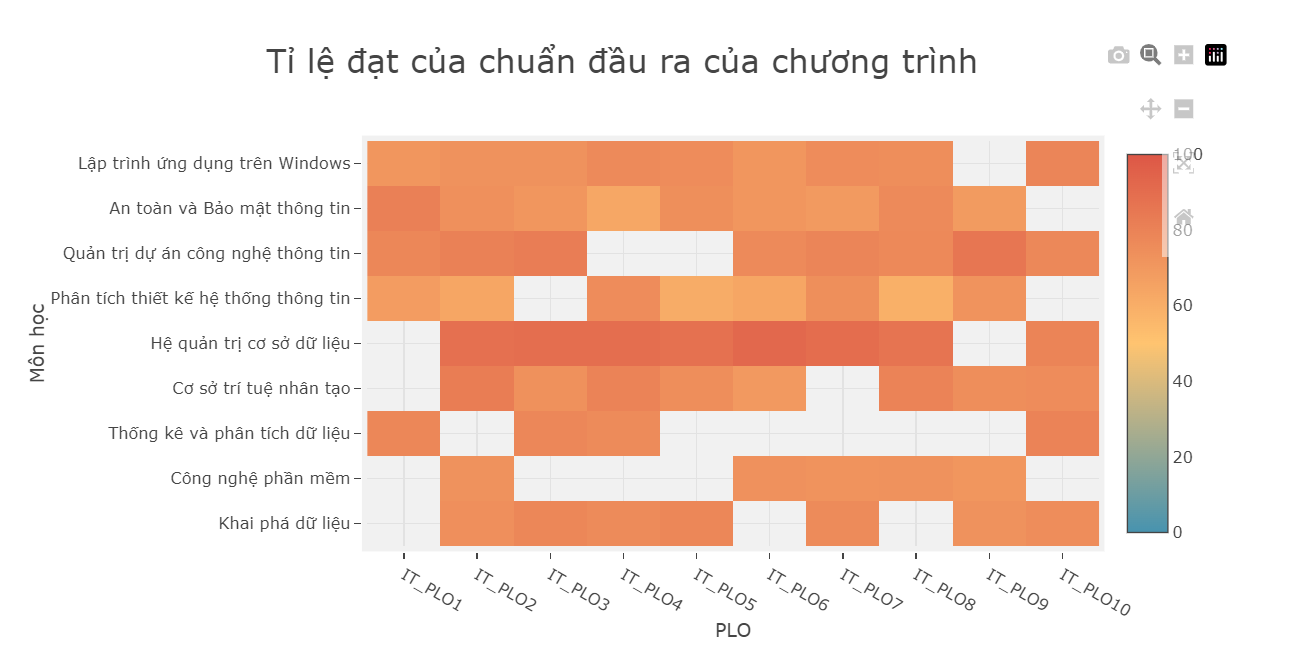 Tỉ lệ đạt của chuẩn đầu ra của chương trình
Môn học
Lập trình ứng dụng trên Windows
An toàn và Bảo mật thông tin
Quản trị dự án công nghệ thông tin
Phân tích thiết kế hệ thống thông tin
Hệ quản trị cơ sở dữ liệu
Cơ sở trí tuệ nhân tạo
Thống kê và phân tích dữ liệu
Công nghệ phần mềm
Khai phá dữ liệu
IT_PLO1
IT_PLO2
IT_PLO3
IT_PLO4
IT_PLO5
IT_PLO6
IT_PLO7
IT_PLO8
IT_PLO9
IT_PLO10
PLO
100
80
60
40
20
0